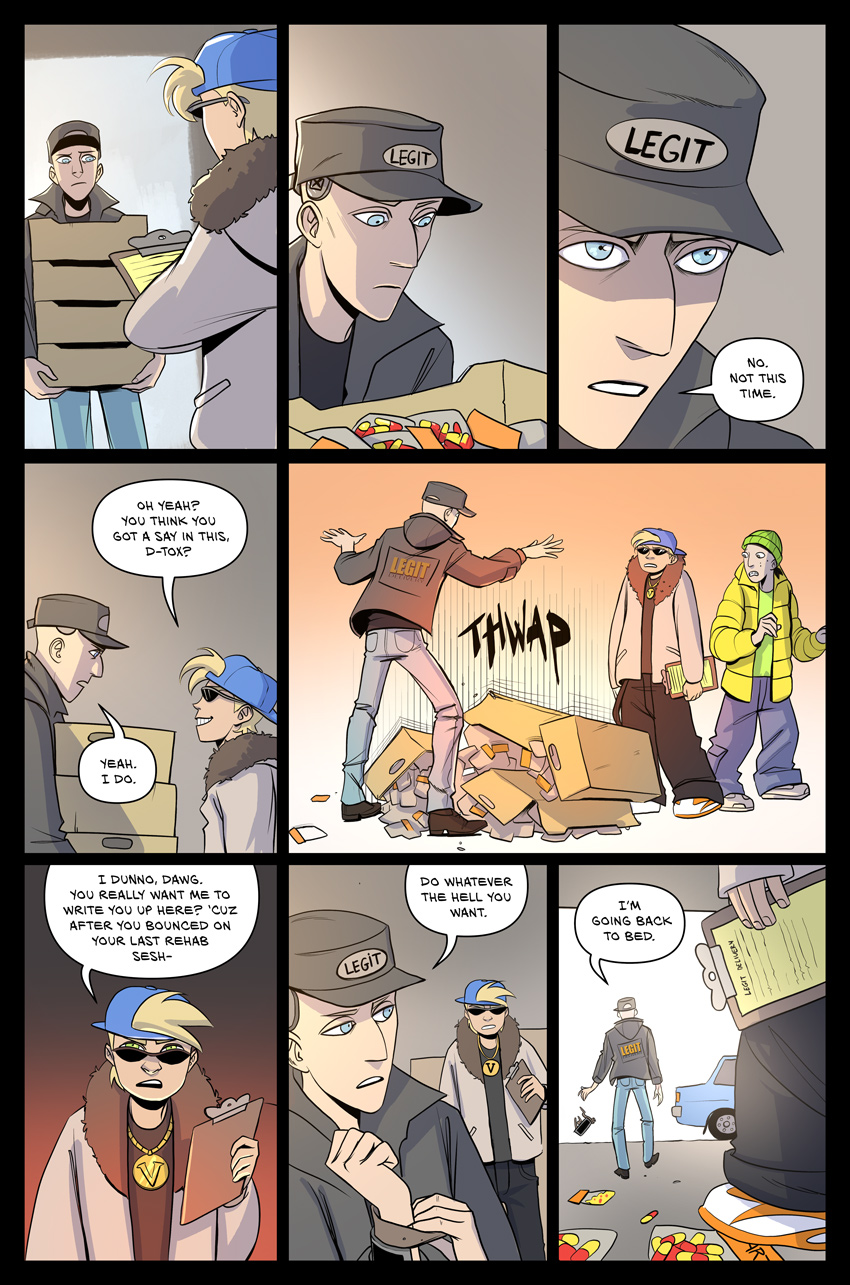 LEGIT
LEGIT
NO.
NOT THIS
TIME.
OH YEAH?
YOU THINK YOU
GOT A SAY IN THIS,
D-TOX?
YEAH.
I DO.
LEGIT
THWAP
I DUNNO, DAWG.
YOU REALLY WANT ME TO
WRITE YOU UP HERE? 'CUZ
AFTER YOU BOUNCED ON
YOUR LAST REHAB
SESH-
V
DO WHATEVER
THE HELL YOU
WANT.
LEGIT
V
I'M
GOING BACK
TO BED.
LEGIT DELIVERY
LEGIT